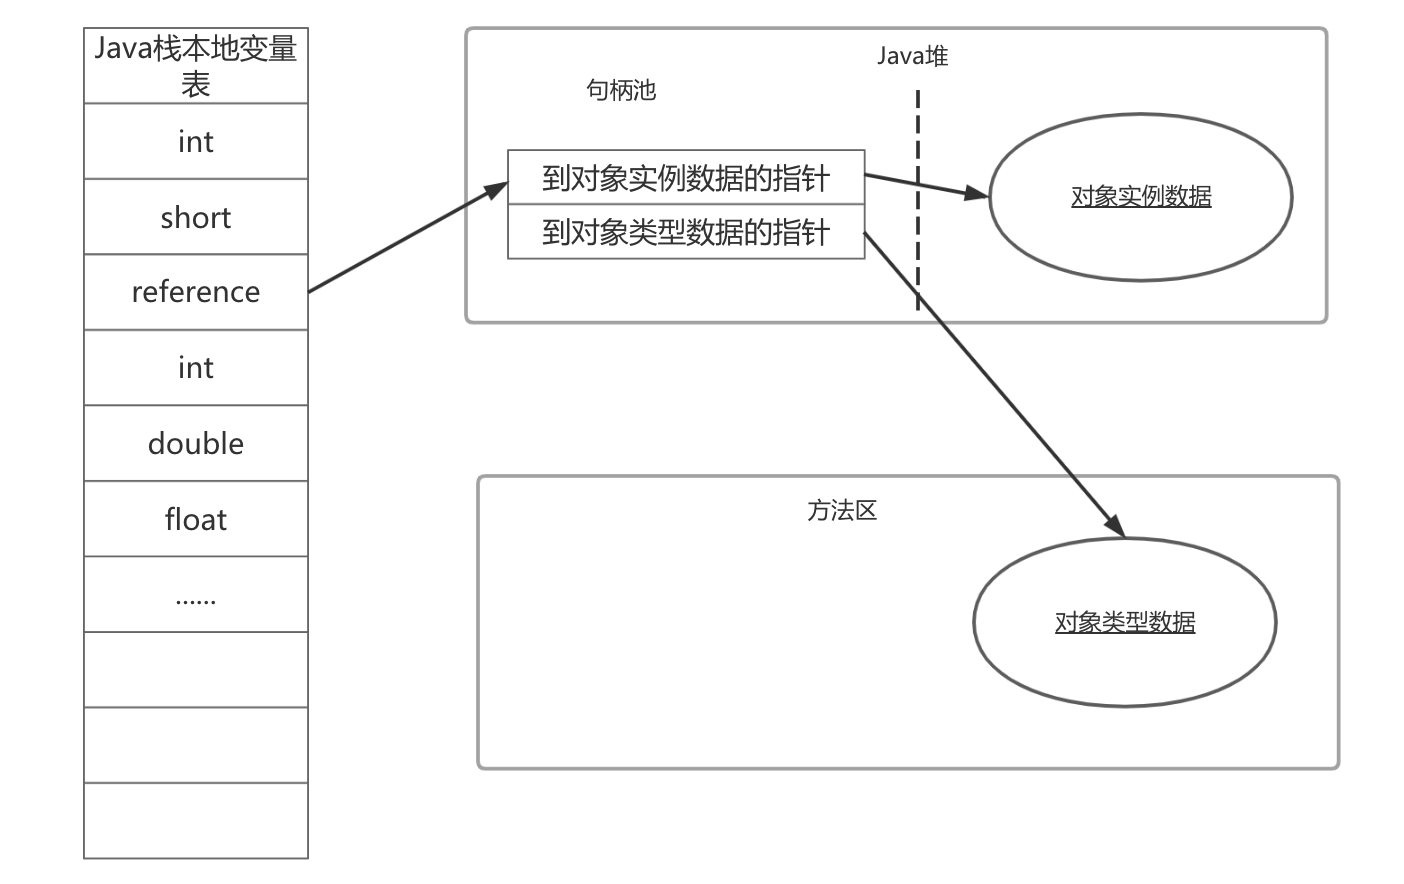 Java栈本地变量
表
int
short
reference
int
double
float
......
Java堆
句柄池
到对象实例数据的指针
到对象类型数据的指针
对象实例数据
方法区
对象类型数据